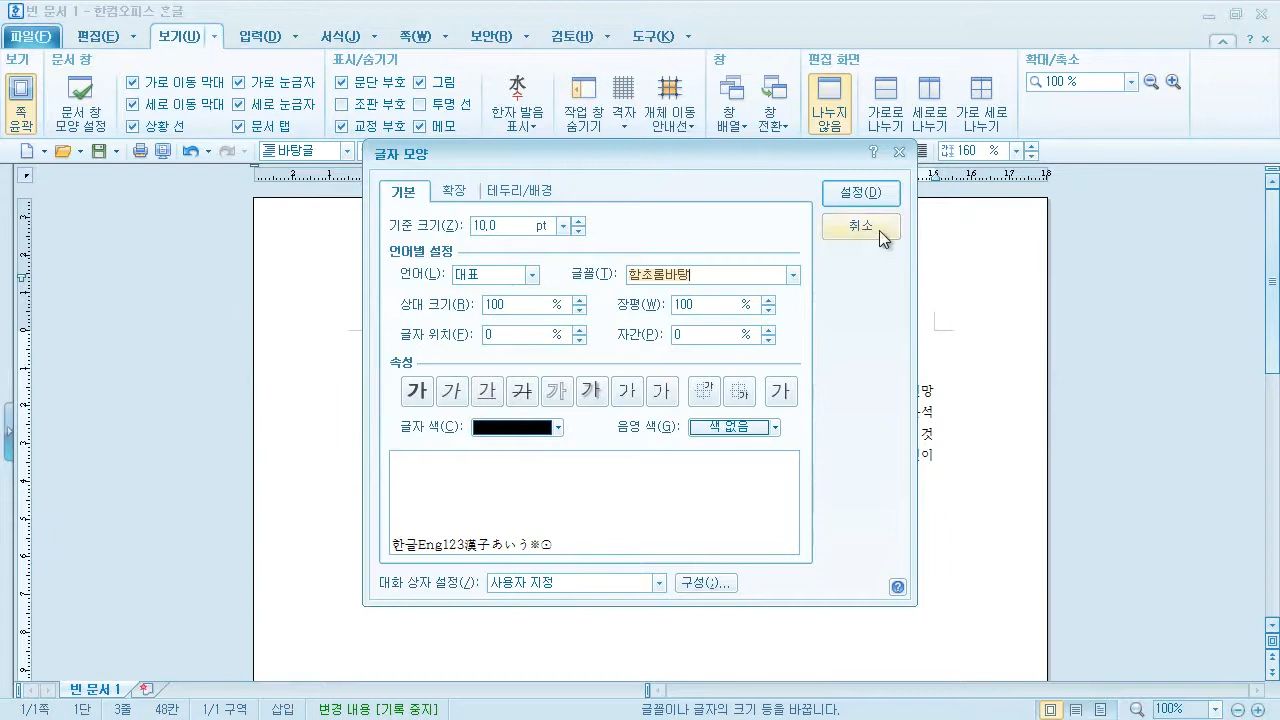 빈 문서 1 - 한컴오피스 한글
파일(F) 편집(E) 보기(U) 입력(D) 서식(J) 쪽(W) 보안(R) 검토(H) 도구(K)
보기 문서 창 표시/숨기기 창 편집 화면 확대/축소
쪽 윤곽
문서 창 모양 설정
가로 이동 막대 가로 눈금자
세로 이동 막대 세로 눈금자
상황 선 문서 탭
문단 부호 그림
조판 부호 투명 선
교정 부호 메모
한자 발음 표시
작업 창 숨기기
격자
개체 이동 안내선
창 배열
창 전환
나누지 않음
가로로 나누기
세로로 나누기
가로 세로 나누기
100 %
바탕글
160 %
2 1 15 16 17 18
글자 모양
기본 확장 테두리/배경
설정(D)
취소
기준 크기(Z): 10.0 pt
언어별 설정
언어(L): 대표 글꼴(T): 함초롬바탕
상대 크기(R): 100 % 장평(W): 100 %
글자 위치(F): 0 % 자간(P): 0 %
속성
가 가 가 가 가 가 가 가 가 가 가
글자 색(C): 음영 색(G): 색 없음
한글Eng123漢子あいう※⊙
대화 상자 설정(/): 사용자 지정 구성(;)...
망
석
것
이
빈 문서 1
1/1쪽 1단 3줄 48칸 1/1 구역 삽입 변경 내용 [기록 중지] 글꼴이나 글자의 크기 등을 바꿉니다. 100%